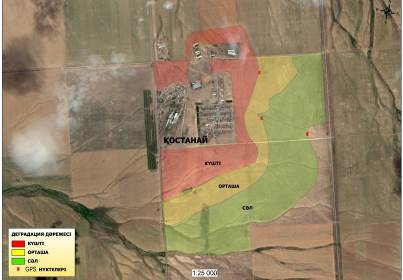 ҚОСТАНАЙ
КҮШТІ
ОРТАША
СӘЛ
ДЕГРАДАЦИЯ ДӘРЕЖЕСІ
КҮШТІ
ОРТАША
СӘЛ
GPS НҮКТЕЛЕРІ
1:25 000